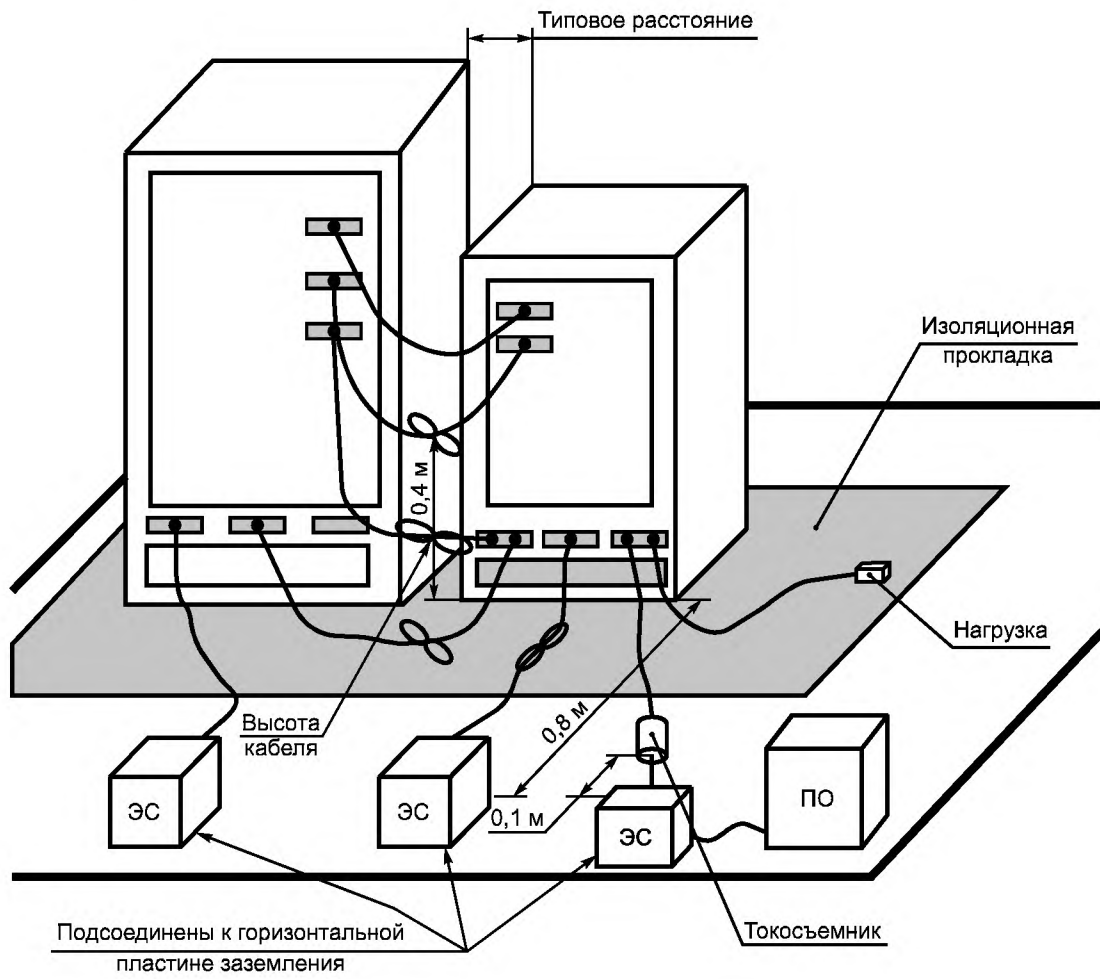 Типовое расстояние
Изоляционная
прокладка
0,4 м
Нагрузка
Высота
кабеля
0,8 м
0,1 м
ЭС
ЭС
ЭС
ПО
Подсоединены к горизонтальной
пластине заземления
Токосъемник